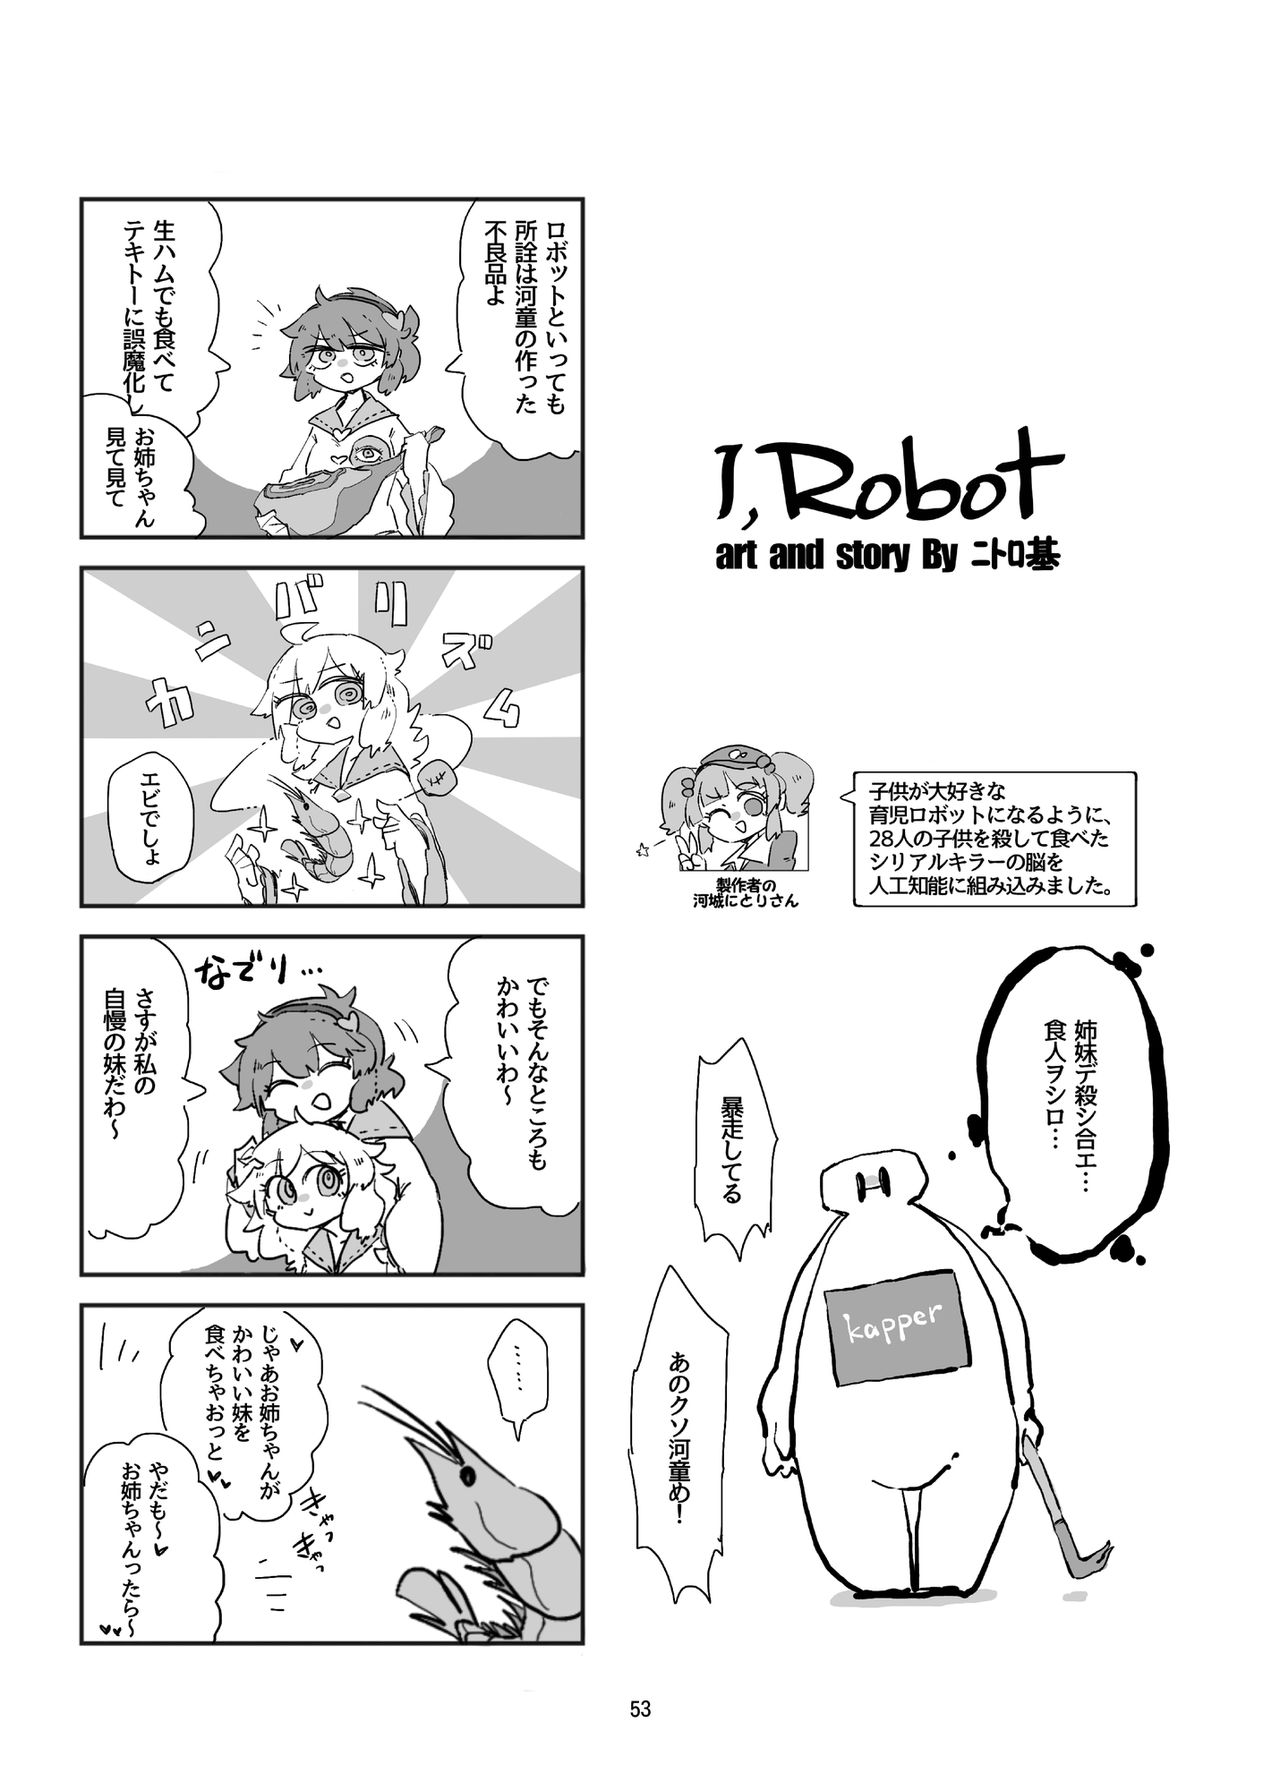 I, Robot
art and story By ニトロ基
子供が大好きな
育児ロボットになるように、
28人の子供を殺して食べた
シリアルキラーの脳を
人工知能に組み込みました。
製作者の
河城にとりさん
姉妹デ殺シ合エ…
食人ヲシロ…
暴走してる
kapper
あのクソ河童め！
ロボットといっても
所詮は河童の作った
不良品よ
生ハムでも食べて
テキトーに誤魔化し
お姉ちゃん
見て見て
カンバリズム
エビでしょ
でもそんなところも
かわいいわ～
なでり…
さすが私の
自慢の妹だわ～
……
じゃあお姉ちゃんが
かわいい妹を
食べちゃおっと♥♥
きゃっ
きゃっ
やだも～♥
お姉ちゃんったら～
♥♥
53